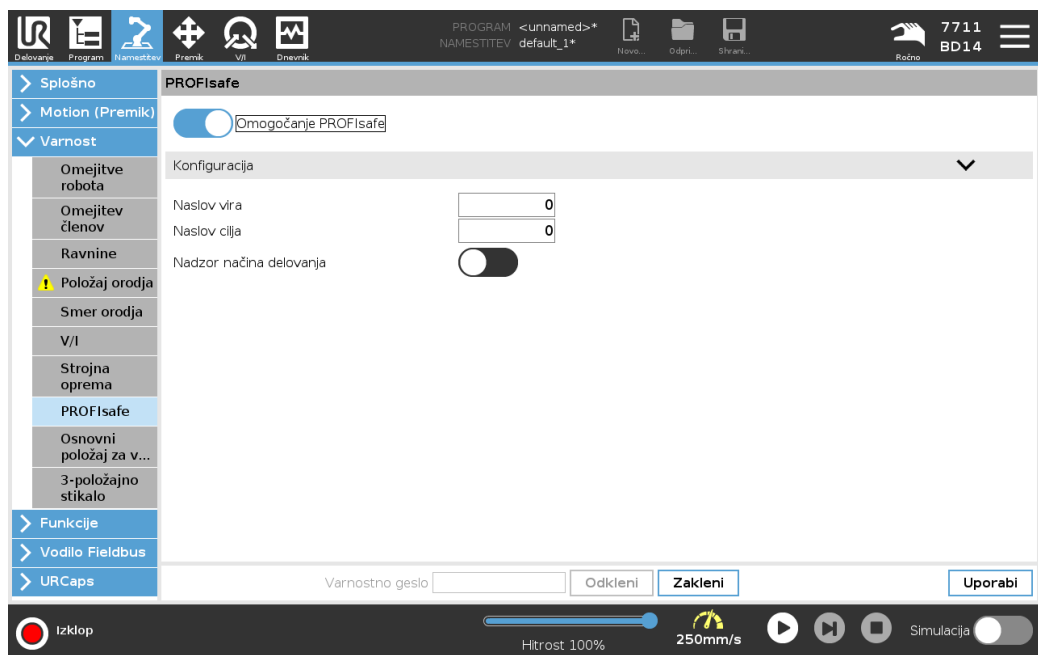 PROGRAM <unnamed>*
NAMESTITEV default_1*
Delovanje Program Namestitev Premik V/I Dnevnik Novo... Odpri... Shrani... Ročno
7711
BD14
Splošno
Motion (Premik)
Varnost
Omejitve
robota
Omejitev
členov
Ravnine
Položaj orodja
Smer orodja
V/I
Strojna
oprema
PROFIsafe
Osnovni
položaj za v...
3-položajno
stikalo
Funkcije
Vodilo Fieldbus
URCaps
PROFIsafe
Omogočanje PROFIsafe
Konfiguracija
Naslov vira 0
Naslov cilja 0
Nadzor načina delovanja
Varnostno geslo Odkleni Zakleni Uporabi
Izklop
Hitrost 100%
250mm/s
Simulacija